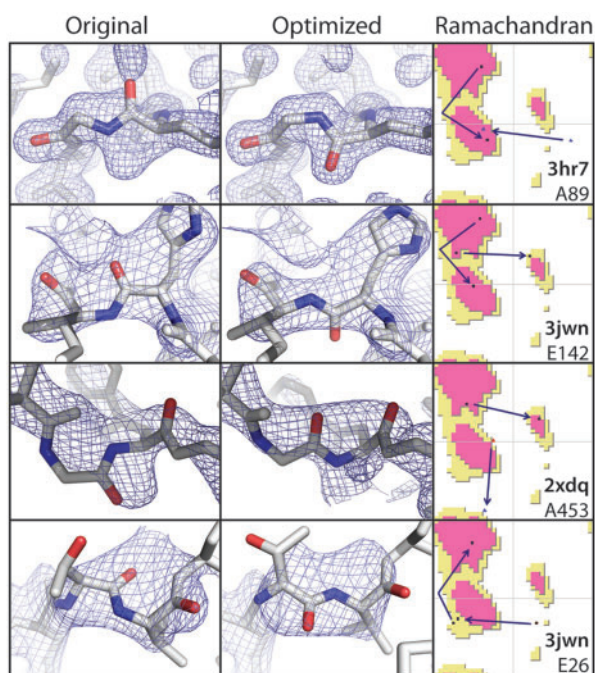 Original Optimized Ramachandran
3hr7
A89
3jwn
E142
2xdq
A453
3jwn
E26